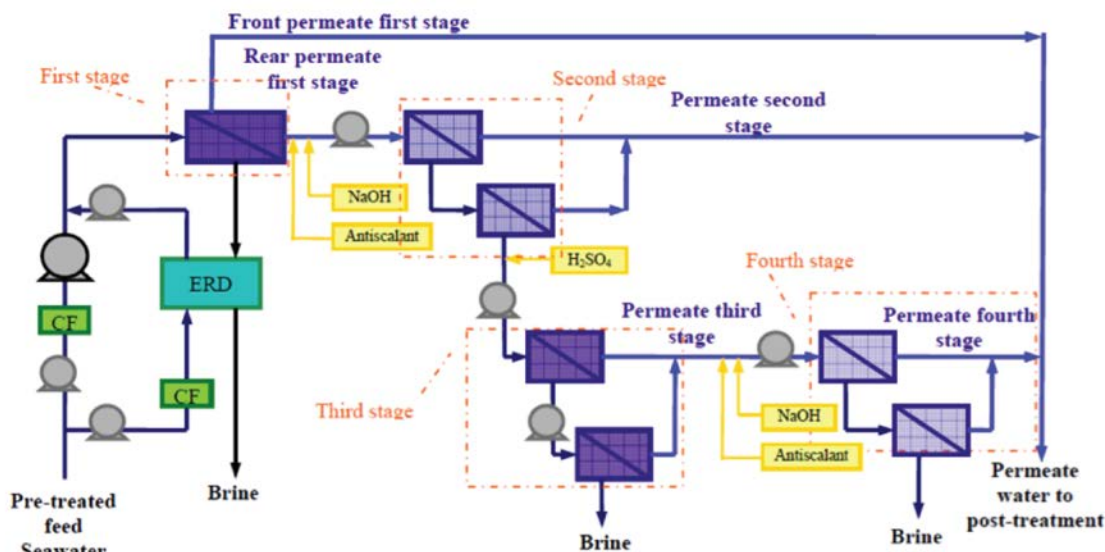 Front permeate first stage
Rear permeate
first stage
First stage
Second stage
Permeate second
stage
NaOH
Antiscalant
H₂SO₄
ERD
CF
CF
Fourth stage
Permeate third
stage
Permeate fourth
stage
Third stage
NaOH
Antiscalant
Pre-treated
feed
Seawater
Brine
Brine
Brine
Permeate
water to
post-treatment